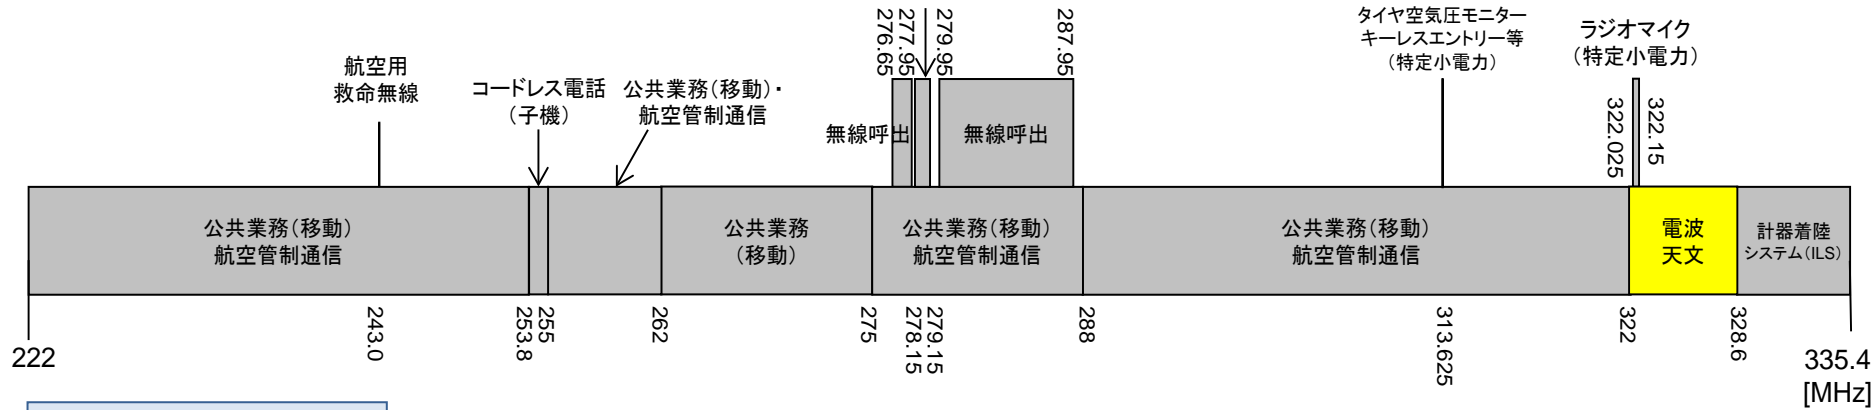 276.65
277.95
279.95
287.95
タイヤ空気圧モニター
キーレスエントリー等
(特定小電力)
ラジオマイク
(特定小電力)
航空用
救命無線
コードレス電話
(子機)
公共業務(移動)・
航空管制通信
無線呼出
無線呼出
322.025
322.15
公共業務(移動)
航空管制通信
公共業務
(移動)
公共業務(移動)
航空管制通信
公共業務(移動)
航空管制通信
電波
天文
計器着陸
システム(ILS)
222
243.0
253.8
255
262
275
278.15
279.15
288
313.625
322
328.6
335.4
[MHz]